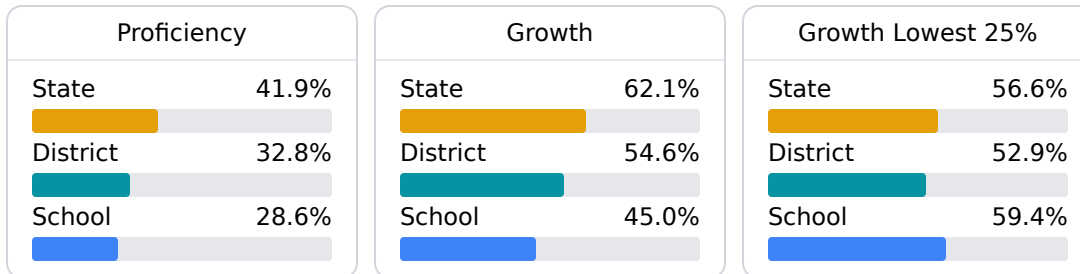 Proficiency
State 41.9%
District 32.8%
School 28.6%
Growth
State 62.1%
District 54.6%
School 45.0%
Growth Lowest 25%
State 56.6%
District 52.9%
School 59.4%